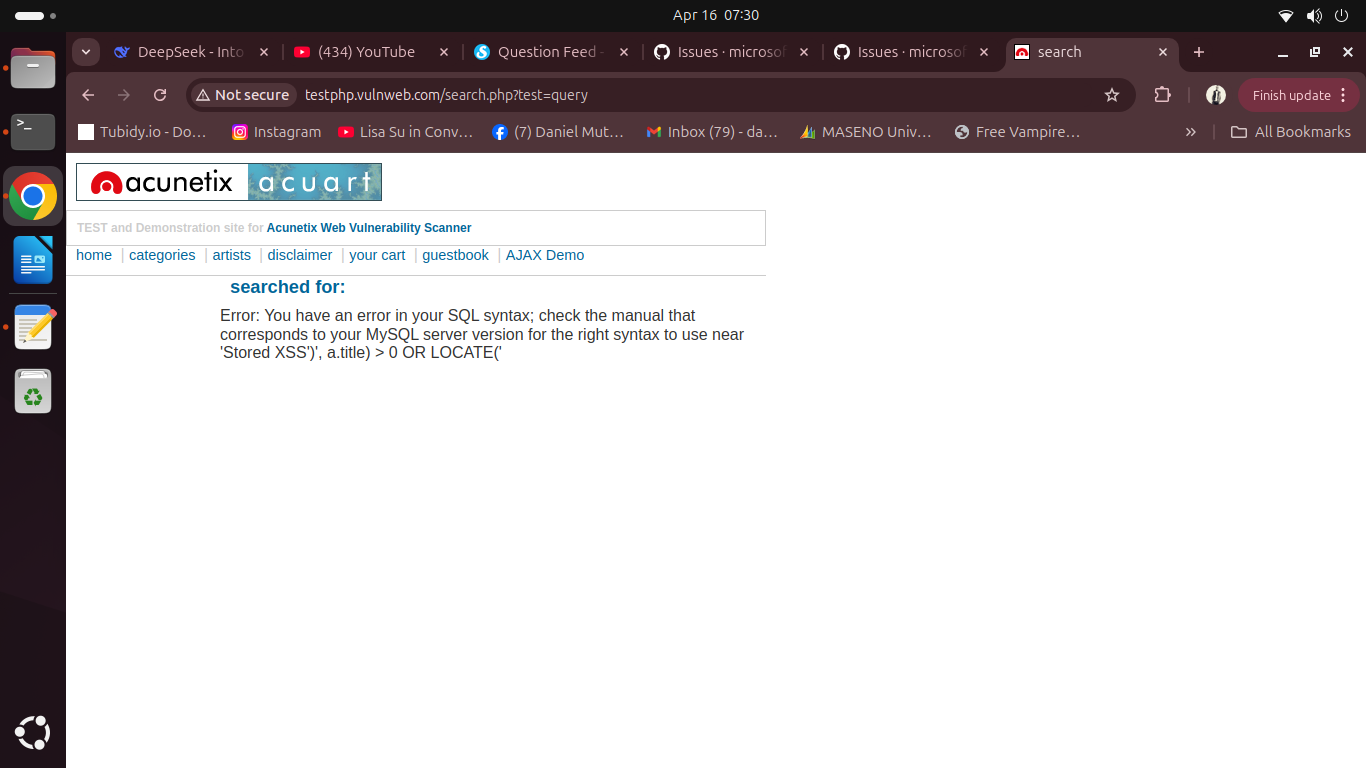 Apr 16 07:30
DeepSeek - Into
(434) YouTube
Question Feed -
Issues · microsof
Issues · microsof
search
Not secure
testphp.vulnweb.com/search.php?test=query
Finish update
Tubidy.io - Do…
Instagram
Lisa Su in Conv…
(7) Daniel Mut…
Inbox (79) - da…
MASENO Univ…
Free Vampire…
»
All Bookmarks
acunetix acuart
TEST and Demonstration site for Acunetix Web Vulnerability Scanner
home | categories | artists | disclaimer | your cart | guestbook | AJAX Demo
searched for:
Error: You have an error in your SQL syntax; check the manual that
corresponds to your MySQL server version for the right syntax to use near
'Stored XSS')', a.title) > 0 OR LOCATE('